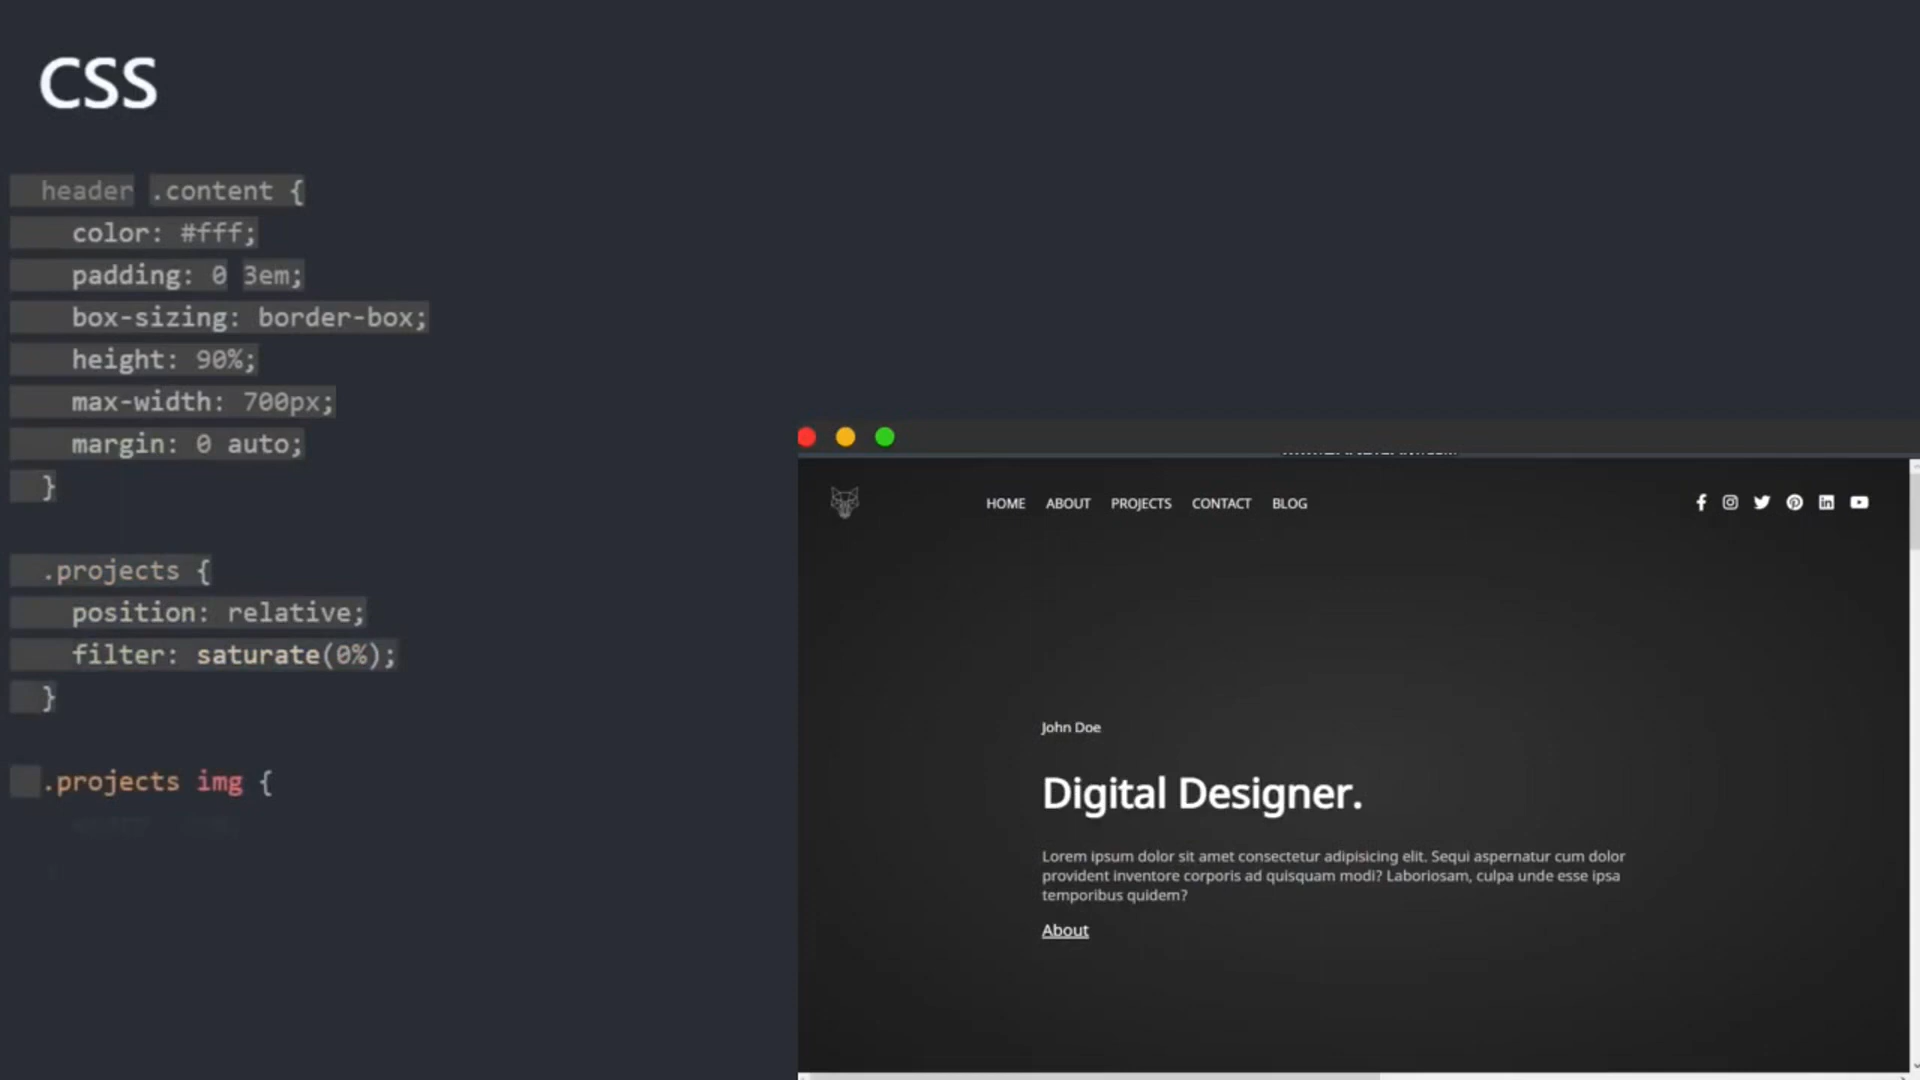 CSS
header .content {
color: #fff;
padding: 0 3em;
box-sizing: border-box;
height: 90%;
max-width: 700px;
margin: 0 auto;
}
.projects {
position: relative;
filter: saturate(0%);
}
.projects img {
HOME ABOUT PROJECTS CONTACT BLOG
John Doe
Digital Designer.
Lorem ipsum dolor sit amet consectetur adipisicing elit. Sequi aspernatur cum dolor
provident inventore corporis ad quisquam modi? Laboriosam, culpa unde esse ipsa
temporibus quidem?
About